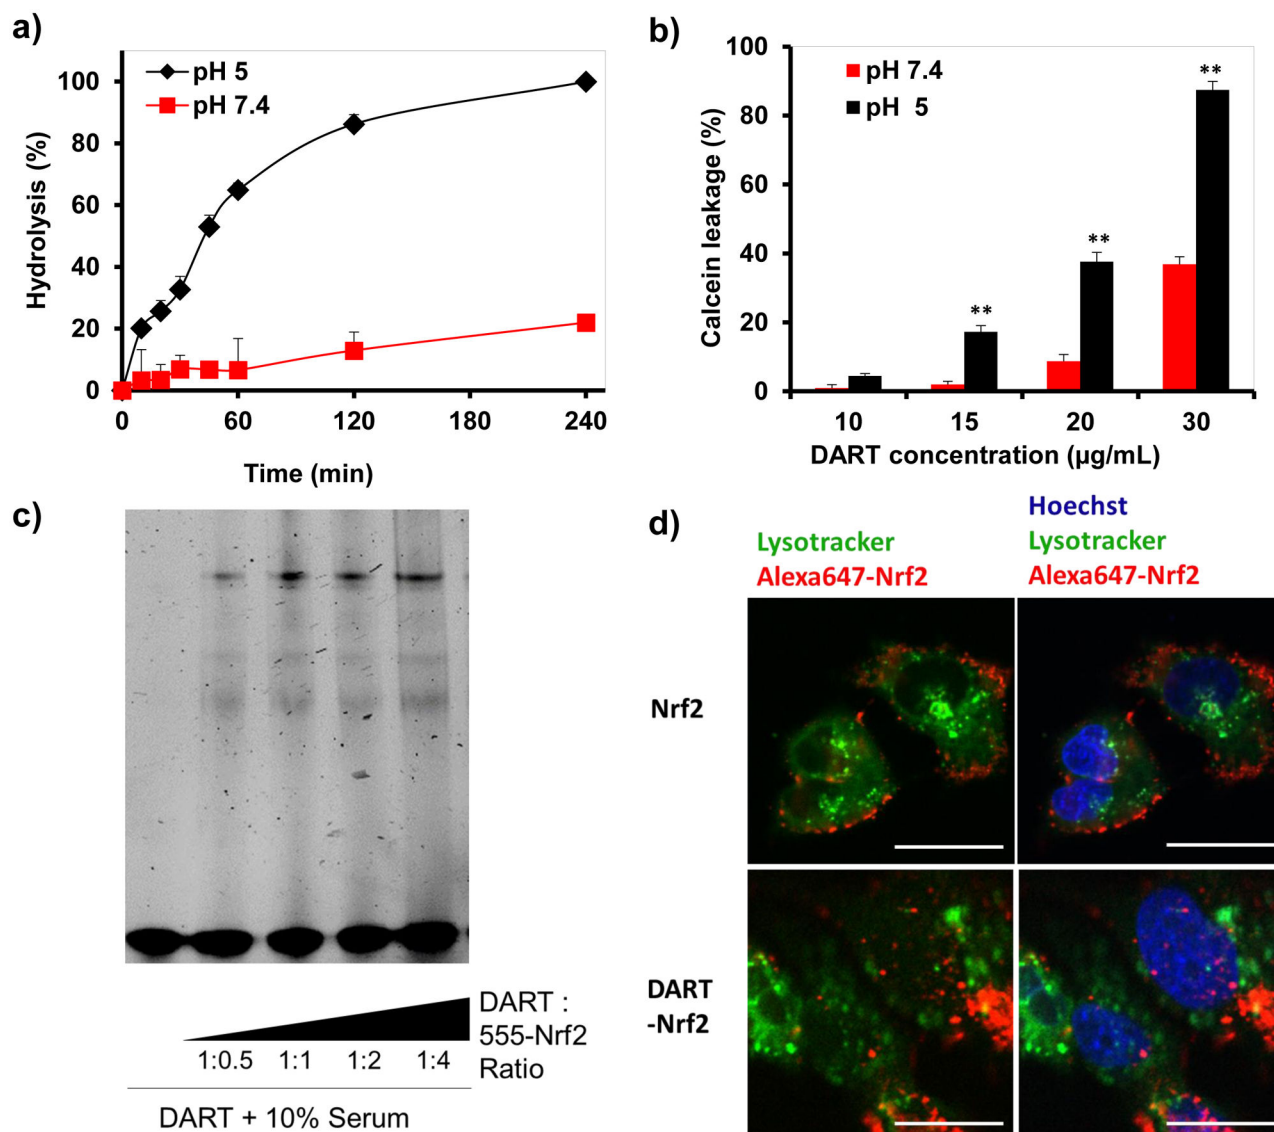 a)
pH 5
pH 7.4
Hydrolysis (%)
100
80
60
40
20
0
0 60 120 180 240
Time (min)
b)
pH 7.4
pH 5
Calcein leakage (%)
100
80
60
40
20
0
**
**
**
10 15 20 30
DART concentration (µg/mL)
c)
DART :
555-Nrf2
Ratio
1:0.5 1:1 1:2 1:4
DART + 10% Serum
d)
Lysotracker
Alexa647-Nrf2
Hoechst
Lysotracker
Alexa647-Nrf2
Nrf2
DART
-Nrf2